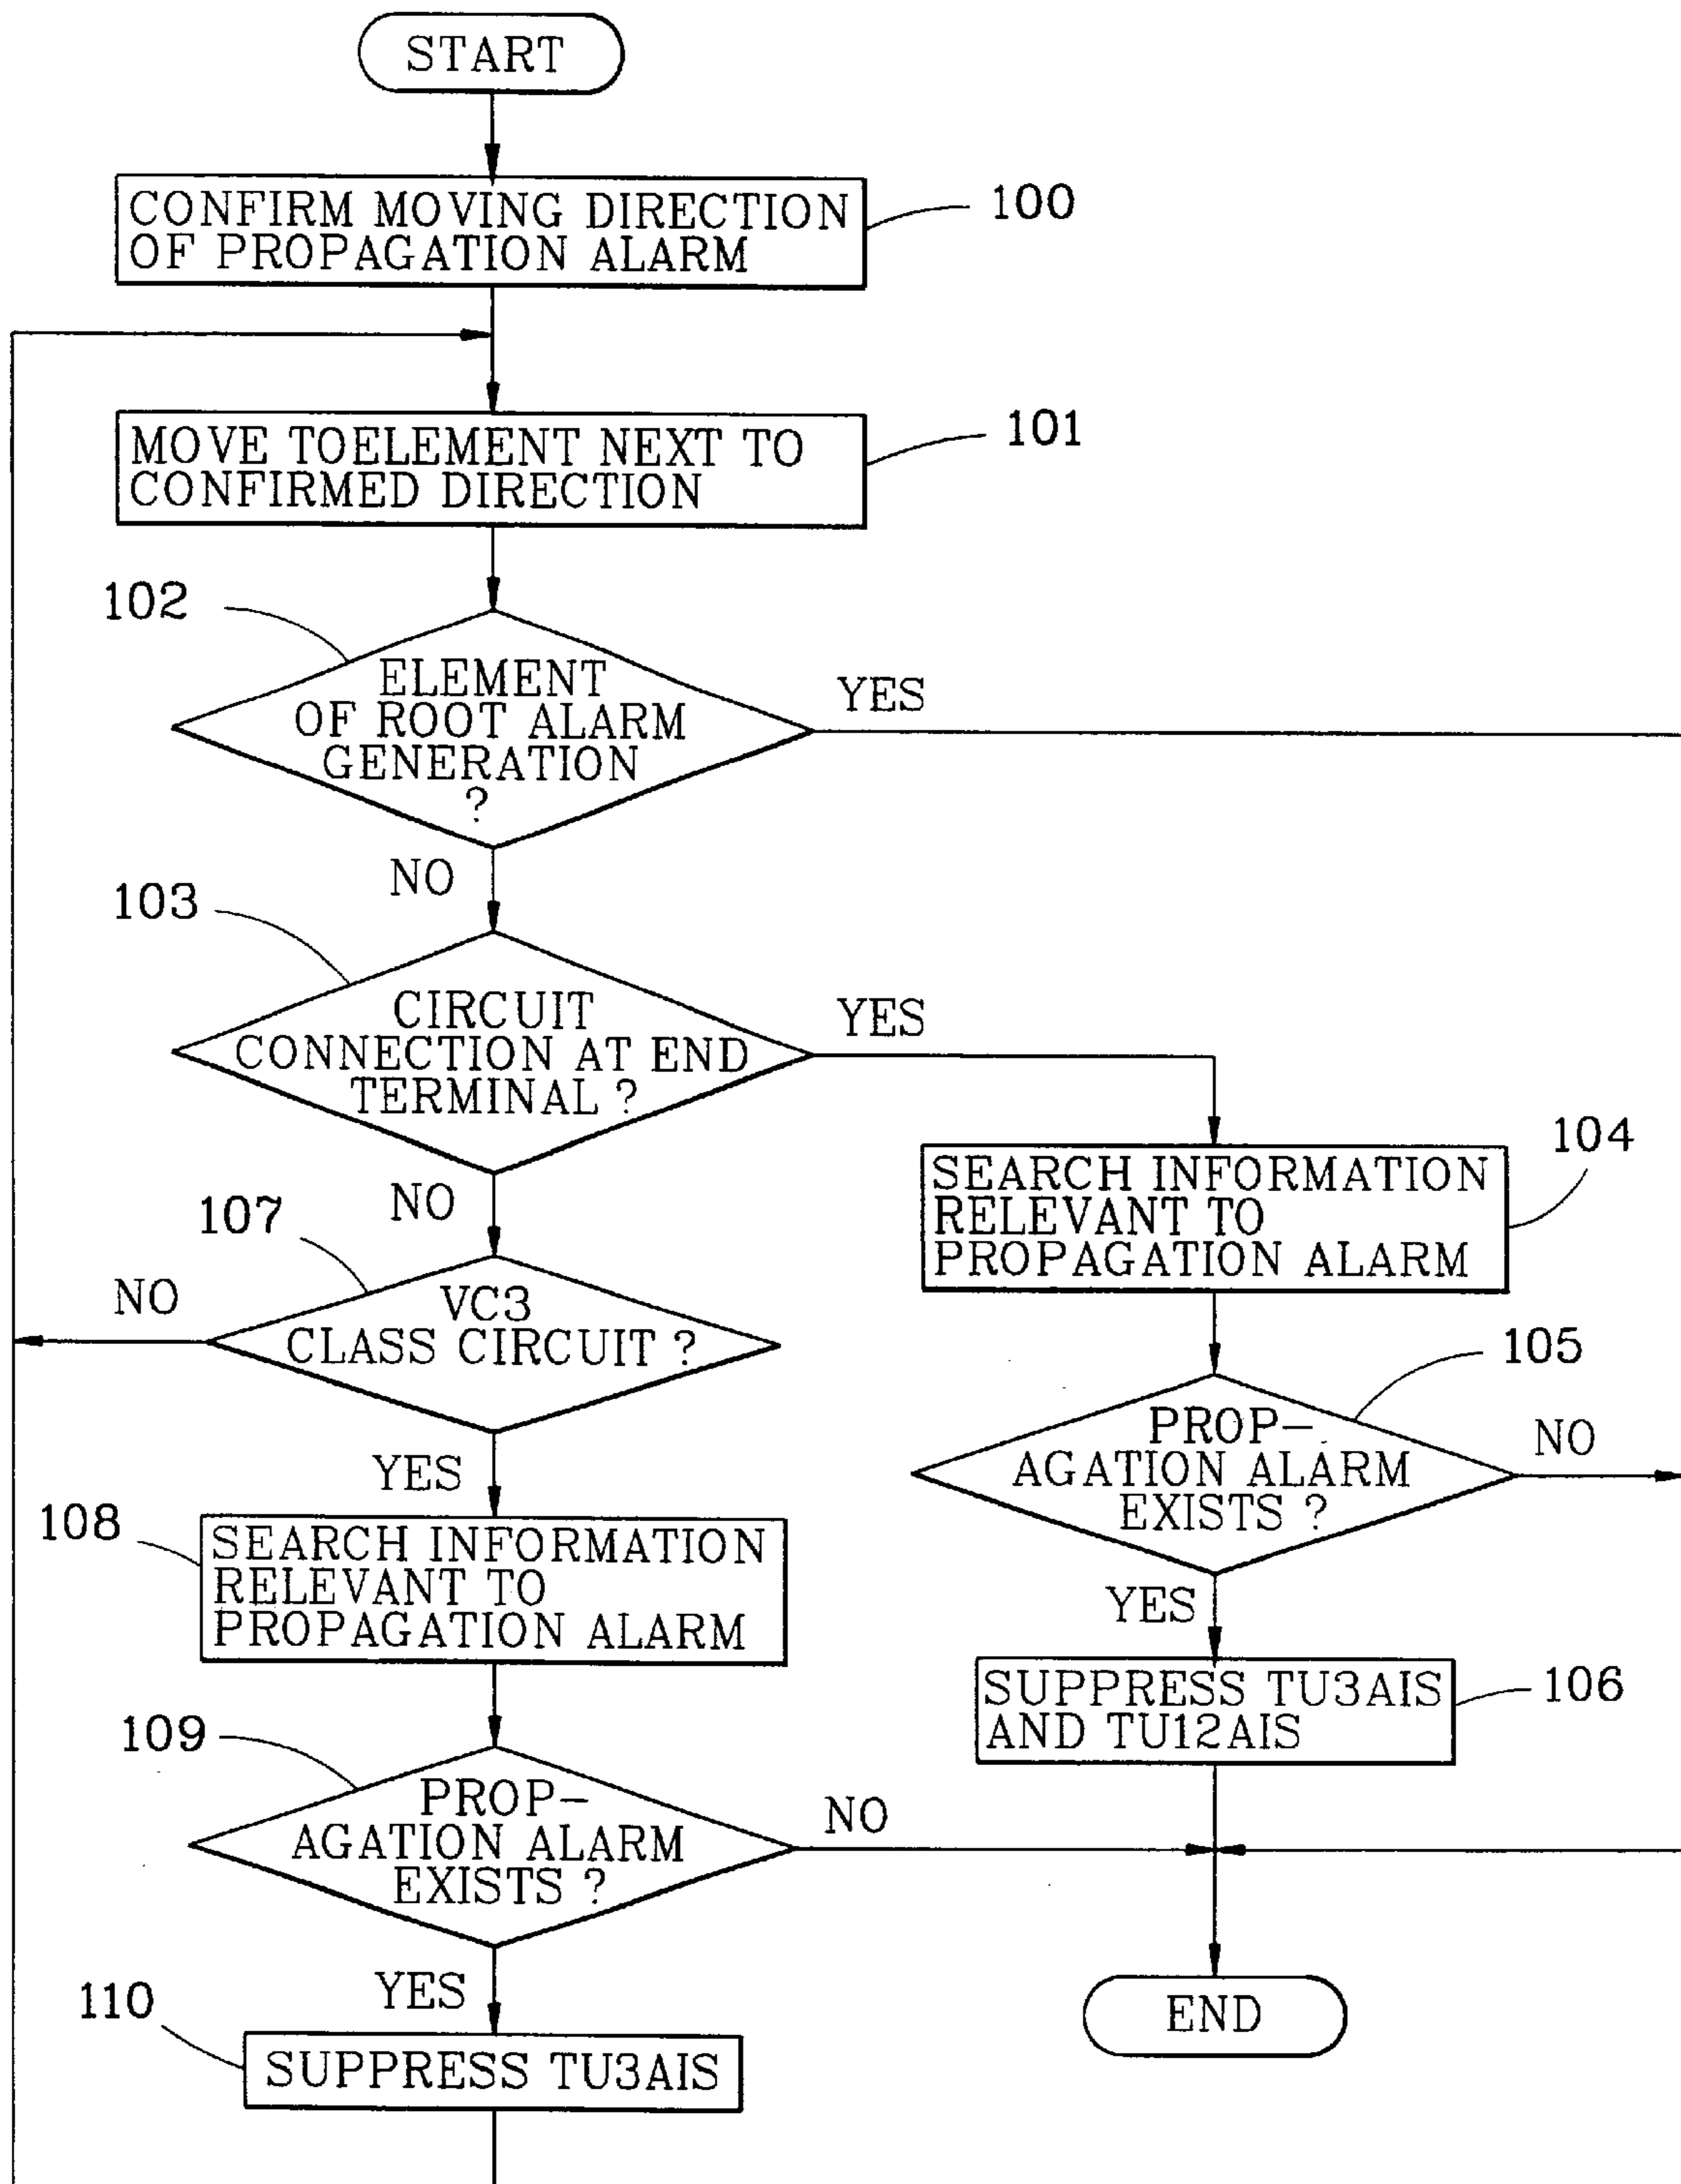 START
CONFIRM MOVING DIRECTION
OF PROPAGATION ALARM
100
MOVE TOELEMENT NEXT TO
CONFIRMED DIRECTION
101
102
ELEMENT
OF ROOT ALARM
GENERATION
?
YES
NO
103
CIRCUIT
CONNECTION AT END
TERMINAL ?
YES
NO
104
SEARCH INFORMATION
RELEVANT TO
PROPAGATION ALARM
107
VC3
CLASS CIRCUIT ?
NO
YES
105
PROP-
AGATION ALARM
EXISTS ?
NO
YES
108
SEARCH INFORMATION
RELEVANT TO
PROPAGATION ALARM
SUPPRESS TU3AIS
AND TU12AIS
106
109
PROP-
AGATION ALARM
EXISTS ?
NO
YES
110
SUPPRESS TU3AIS
END